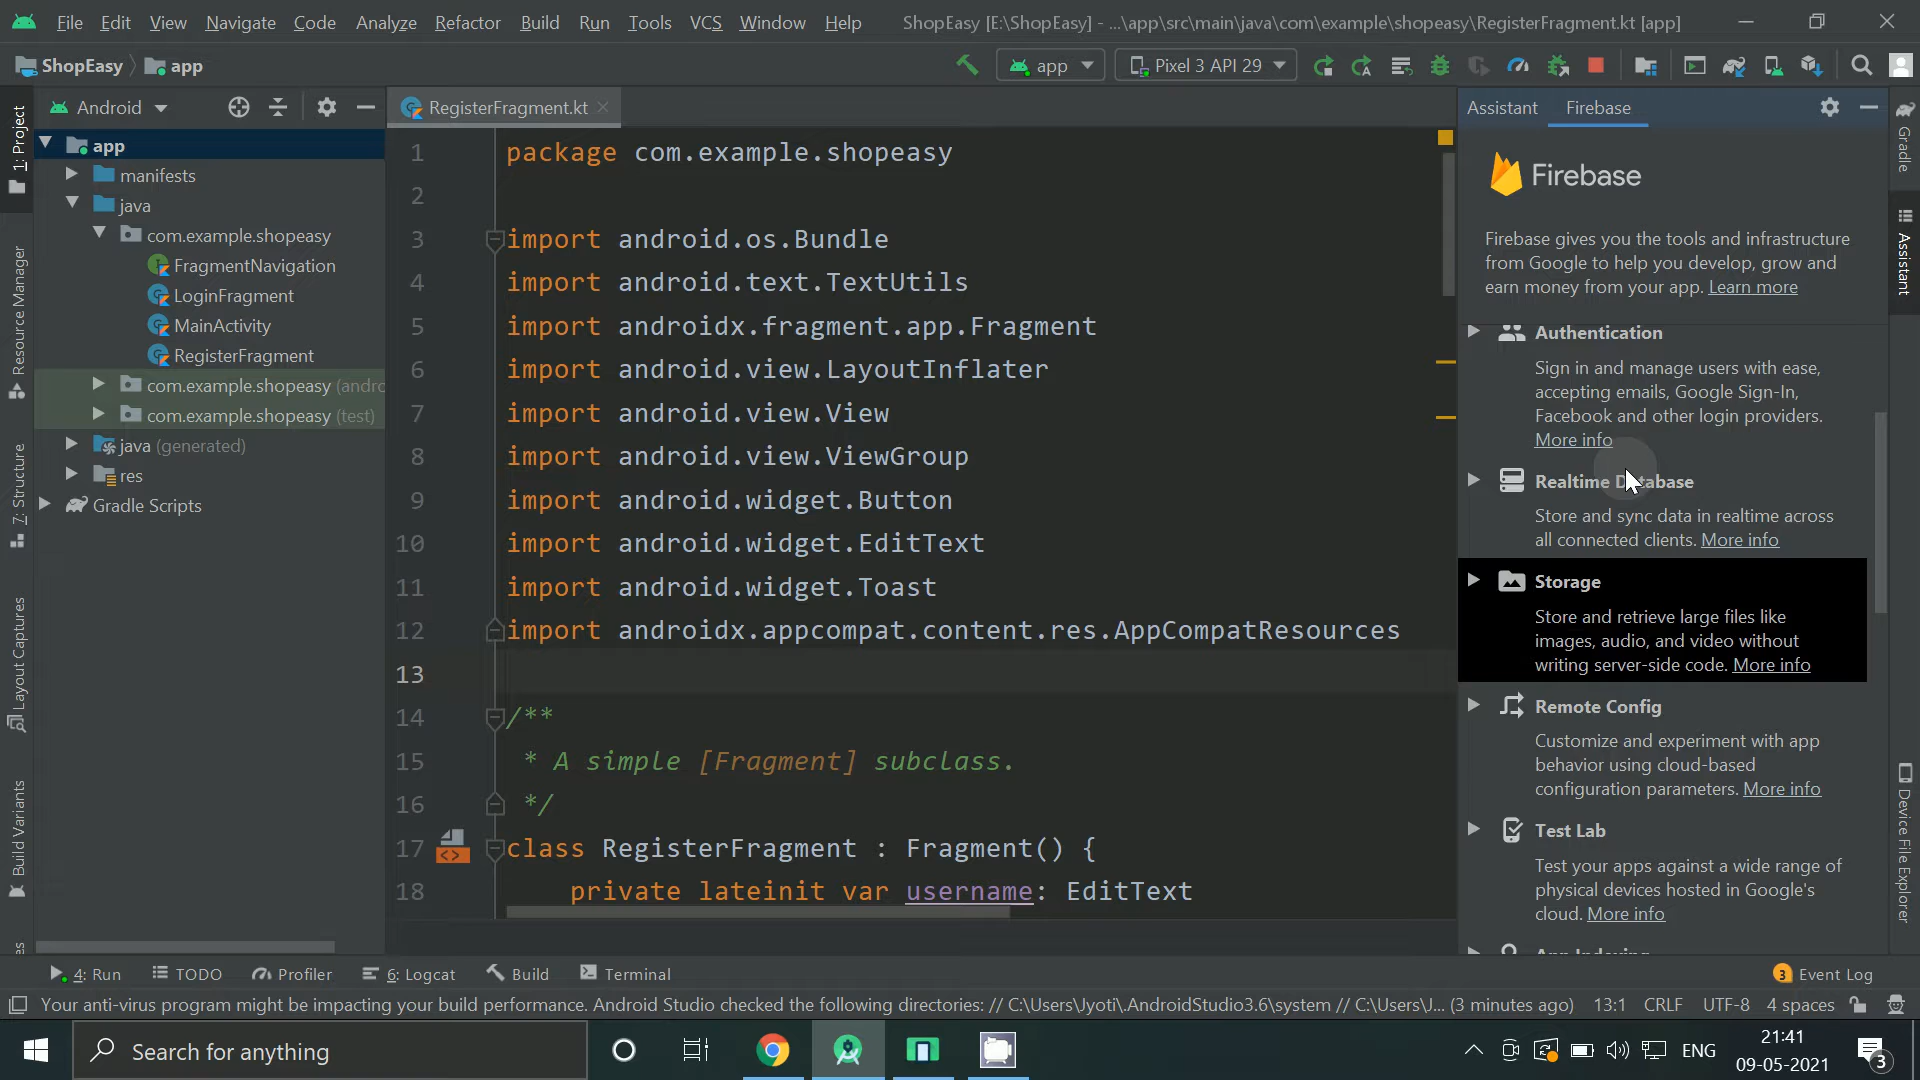 File Edit View Navigate Code Analyze Refactor Build Run Tools VCS Window Help ShopEasy [E:\ShopEasy] - ...\app\src\main\java\com\example\shopeasy\RegisterFragment.kt [app]
ShopEasy app app Pixel 3 API 29
Android
RegisterFragment.kt
Assistant Firebase
1: Project
Resource Manager
7: Structure
Layout Captures
Build Variants
app
manifests
java
com.example.shopeasy
FragmentNavigation
LoginFragment
MainActivity
RegisterFragment
com.example.shopeasy (andro
com.example.shopeasy (test)
java (generated)
res
Gradle Scripts
1 package com.example.shopeasy
2
3 import android.os.Bundle
4 import android.text.TextUtils
5 import androidx.fragment.app.Fragment
6 import android.view.LayoutInflater
7 import android.view.View
8 import android.view.ViewGroup
9 import android.widget.Button
10 import android.widget.EditText
11 import android.widget.Toast
12 import androidx.appcompat.content.res.AppCompatResources
13
14 /**
15 * A simple [Fragment] subclass.
16 */
17 class RegisterFragment : Fragment() {
18 private lateinit var username: EditText
Firebase
Firebase gives you the tools and infrastructure
from Google to help you develop, grow and
earn money from your app. Learn more
Authentication
Sign in and manage users with ease,
accepting emails, Google Sign-In,
Facebook and other login providers.
More info
Realtime Database
Store and sync data in realtime across
all connected clients. More info
Storage
Store and retrieve large files like
images, audio, and video without
writing server-side code. More info
Remote Config
Customize and experiment with app
behavior using cloud-based
configuration parameters. More info
Test Lab
Test your apps against a wide range of
physical devices hosted in Google's
cloud. More info
App Indexing
Gradle
Assistant
Device File Explorer
4: Run TODO Profiler 6: Logcat Build Terminal 3 Event Log
Your anti-virus program might be impacting your build performance. Android Studio checked the following directories: // C:\Users\Jyoti\.AndroidStudio3.6\system // C:\Users\J... (3 minutes ago) 13:1 CRLF UTF-8 4 spaces
Search for anything
ENG
21:41
09-05-2021
3